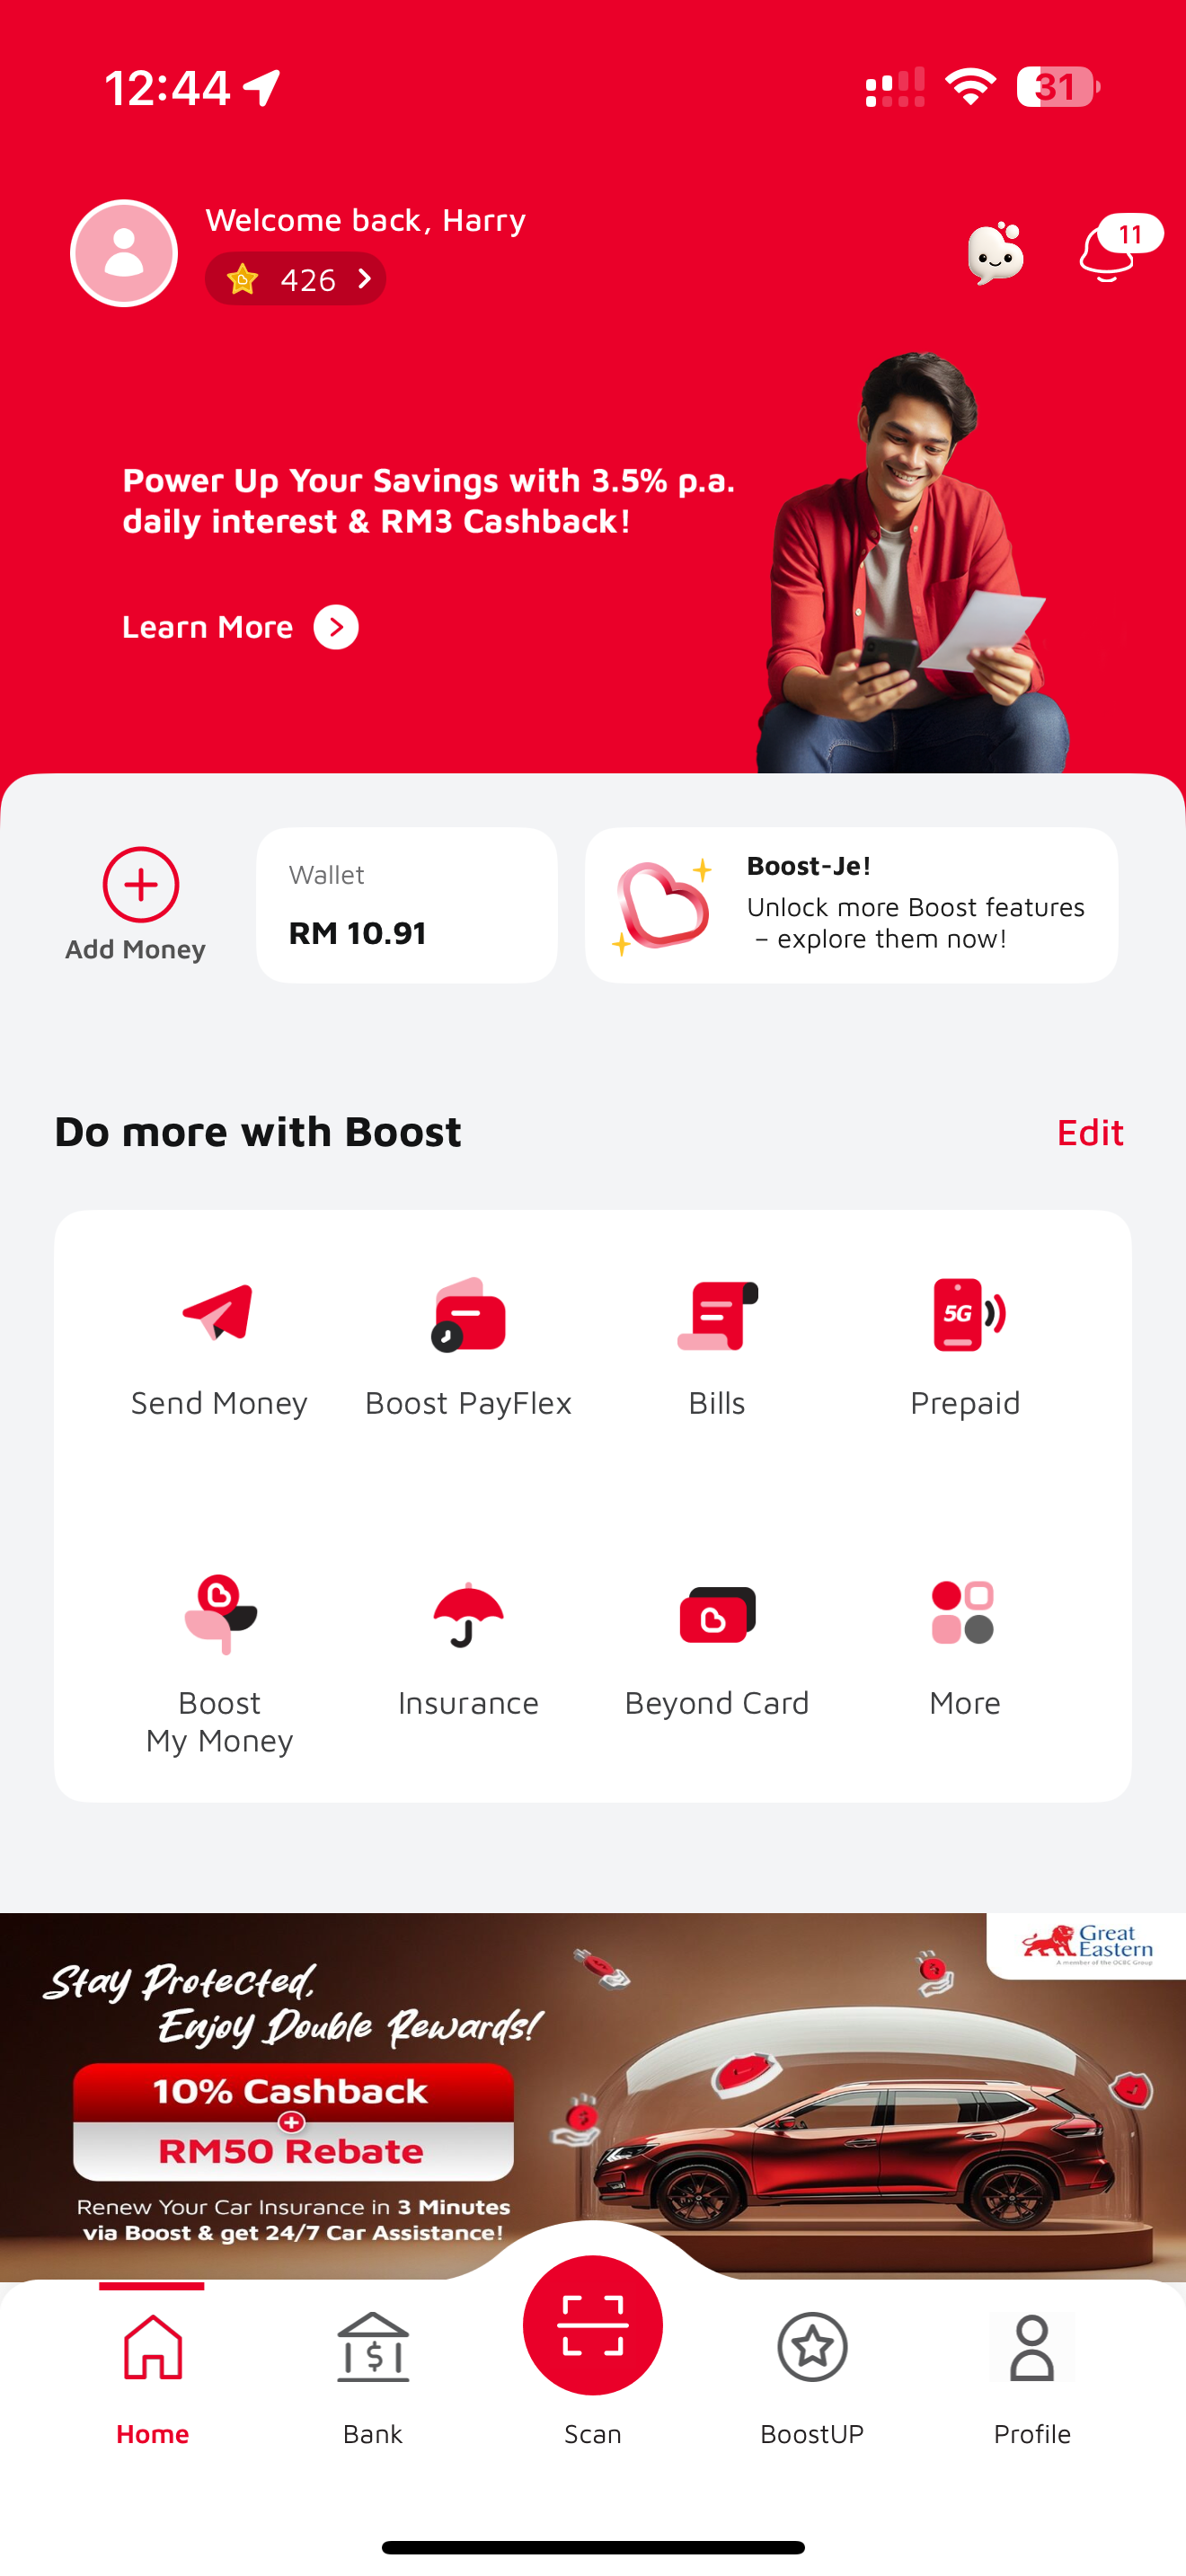 12:44
31
Welcome back, Harry
11
426
Power Up Your Savings with 3.5% p.a.
daily interest & RM3 Cashback!
Learn More
Add Money
Wallet
RM 10.91
Boost-Je!
Unlock more Boost features
– explore them now!
Do more with Boost
Edit
5G
Send Money
Boost PayFlex
Bills
Prepaid
Boost
My Money
Insurance
Beyond Card
More
Great
Eastern
A member of the OCBC Group
Stay Protected,
Enjoy Double Rewards!
10% Cashback
RM50 Rebate
Renew Your Car Insurance in 3 Minutes
via Boost & get 24/7 Car Assistance!
Home
Bank
Scan
BoostUP
Profile